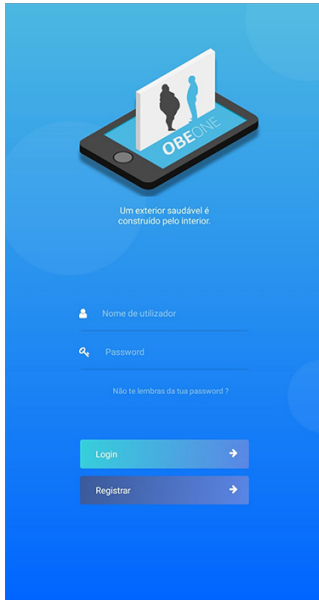 OBEONE
Um exterior saudável é
construído pelo interior.
Nome de utilizador
Password
Não te lembras da tua password ?
Login
Registrar